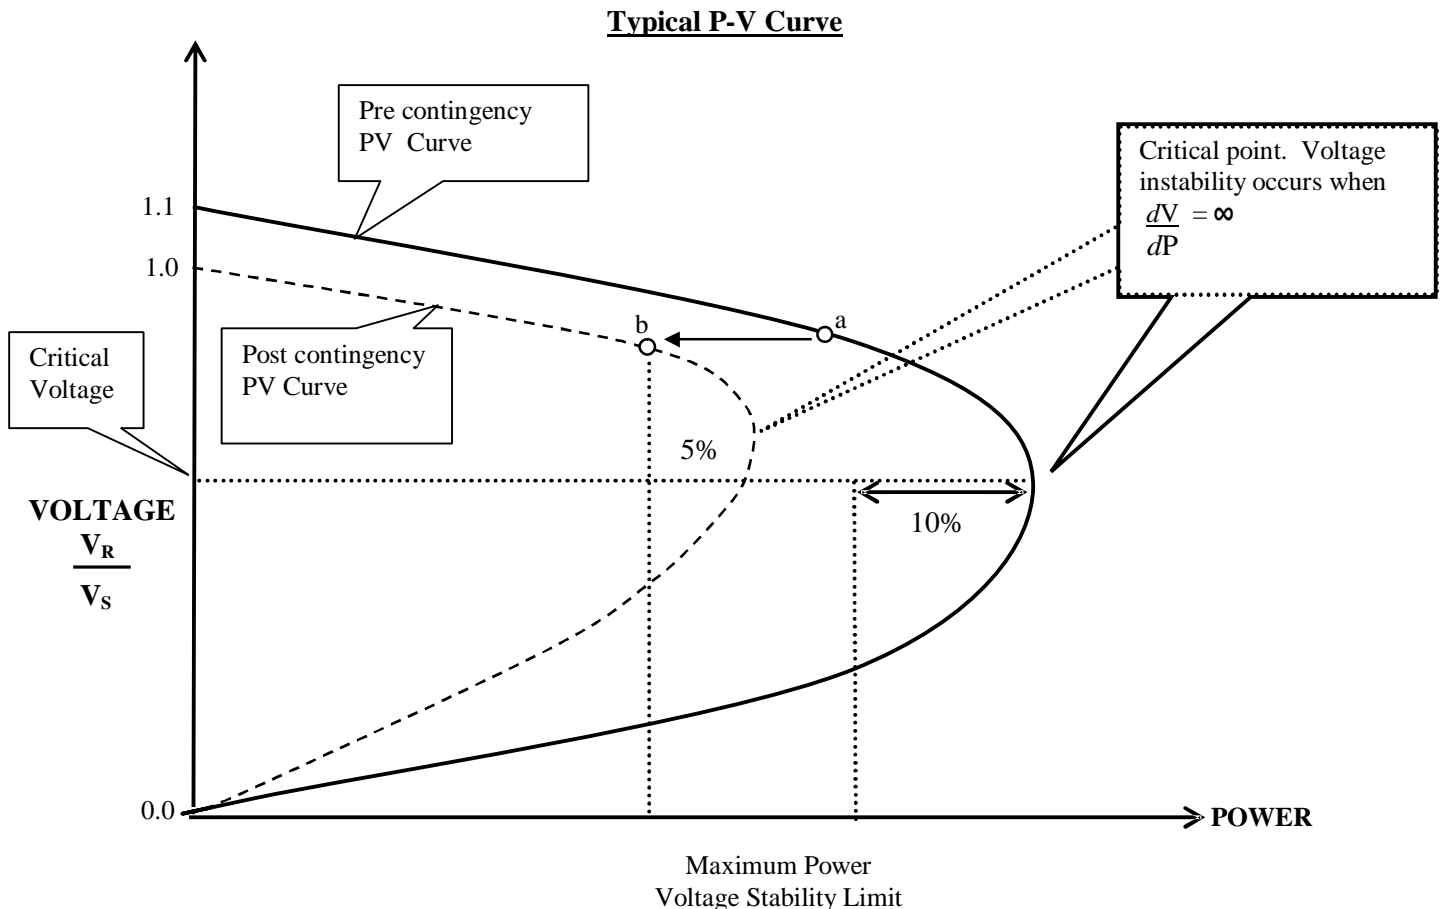 Typical P-V Curve
Pre contingency
PV  Curve
Critical point.  Voltage
instability occurs when
dV
dP
= ∞
1.1
1.0
b
a
Critical
Voltage
Post contingency
PV Curve
5%
10%
VOLTAGE
V_R
V_S
0.0
POWER
Maximum Power
Voltage Stability Limit